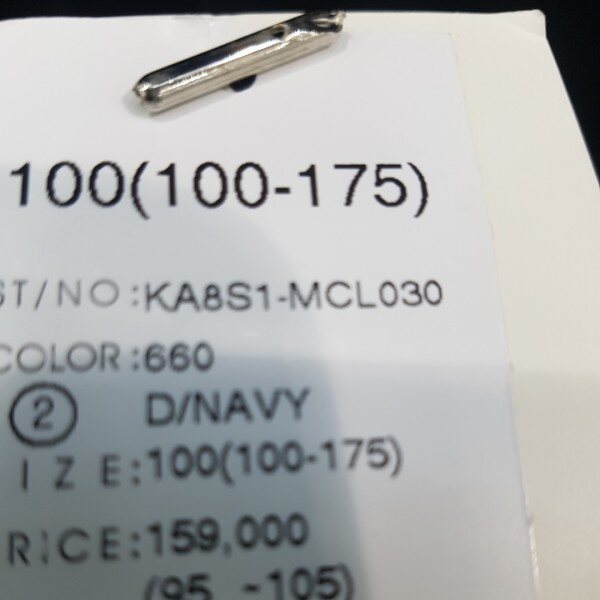 100(100-175)
ST/NO:KA8S1-MCL030
COLOR:660
2 D/NAVY
IZE:100(100-175)
RICE:159,000
(95 ~105)